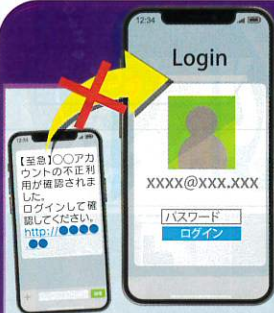 12:34
Login
XXXX@XXX.XXX
パスワード
ログイン
【至急】○○アカ
ウントの不正利
用が確認されま
した。
ログインして確
認してください。
http://●●●●
●●